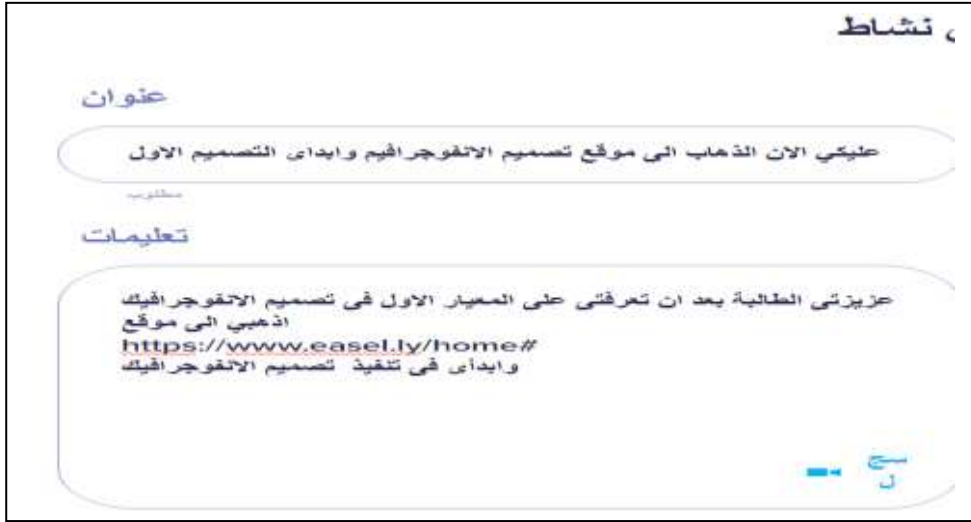 نشاط
عنوان
عليكي الان الذهاب الى موقع تصميم الانفوجرافيم وابداى التصميم الاول
مطلوب
تعليمات
عزيزتى الطالبة بعد ان تعرفتى على المعيار الاول فى تصميم الانفوجرافيك
اذهبي الى موقع
https://www.easel.ly/home#
وابدأى فى تنفيذ تصميم الانفوجرافيك
سج
ل